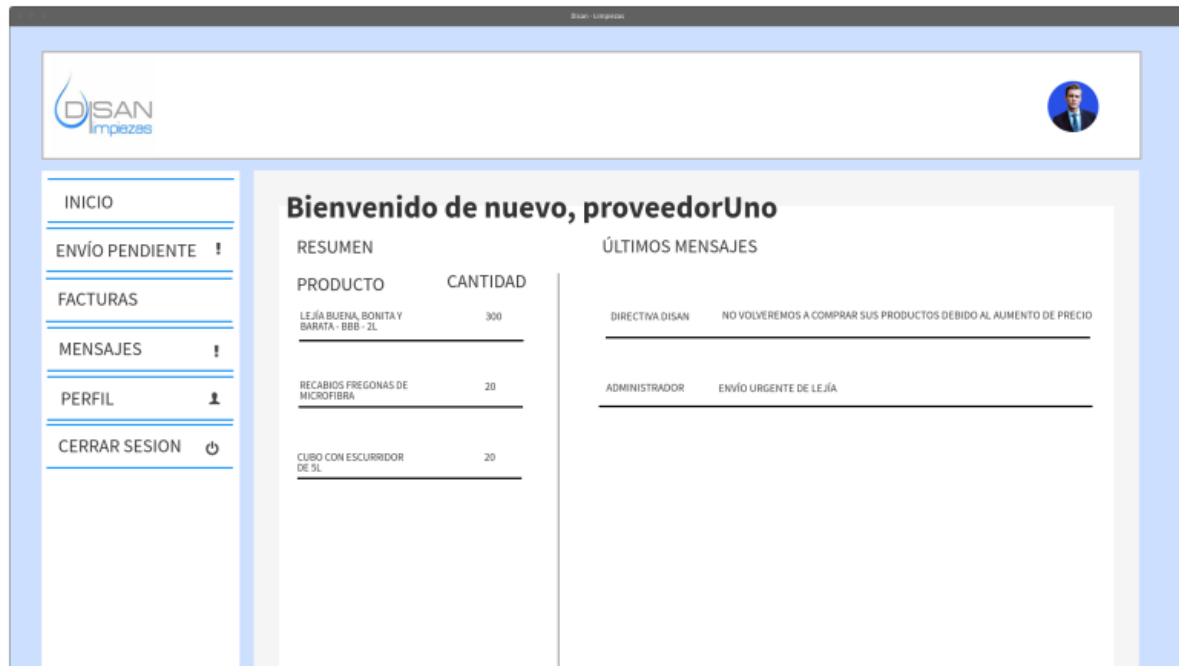 Disan - Limpiezas
DISAN
limpiezas
INICIO
ENVÍO PENDIENTE !
FACTURAS
MENSAJES !
PERFIL
CERRAR SESION
Bienvenido de nuevo, proveedorUno
RESUMEN
PRODUCTO CANTIDAD
LEJÍA BUENA, BONITA Y 300
BARATA - BBB - 2L
RECABIOS FREGONAS DE 20
MICROFIBRA
CUBO CON ESCURRIDOR 20
DE 5L
ÚLTIMOS MENSAJES
DIRECTIVA DISAN NO VOLVEREMOS A COMPRAR SUS PRODUCTOS DEBIDO AL AUMENTO DE PRECIO
ADMINISTRADOR ENVÍO URGENTE DE LEJÍA